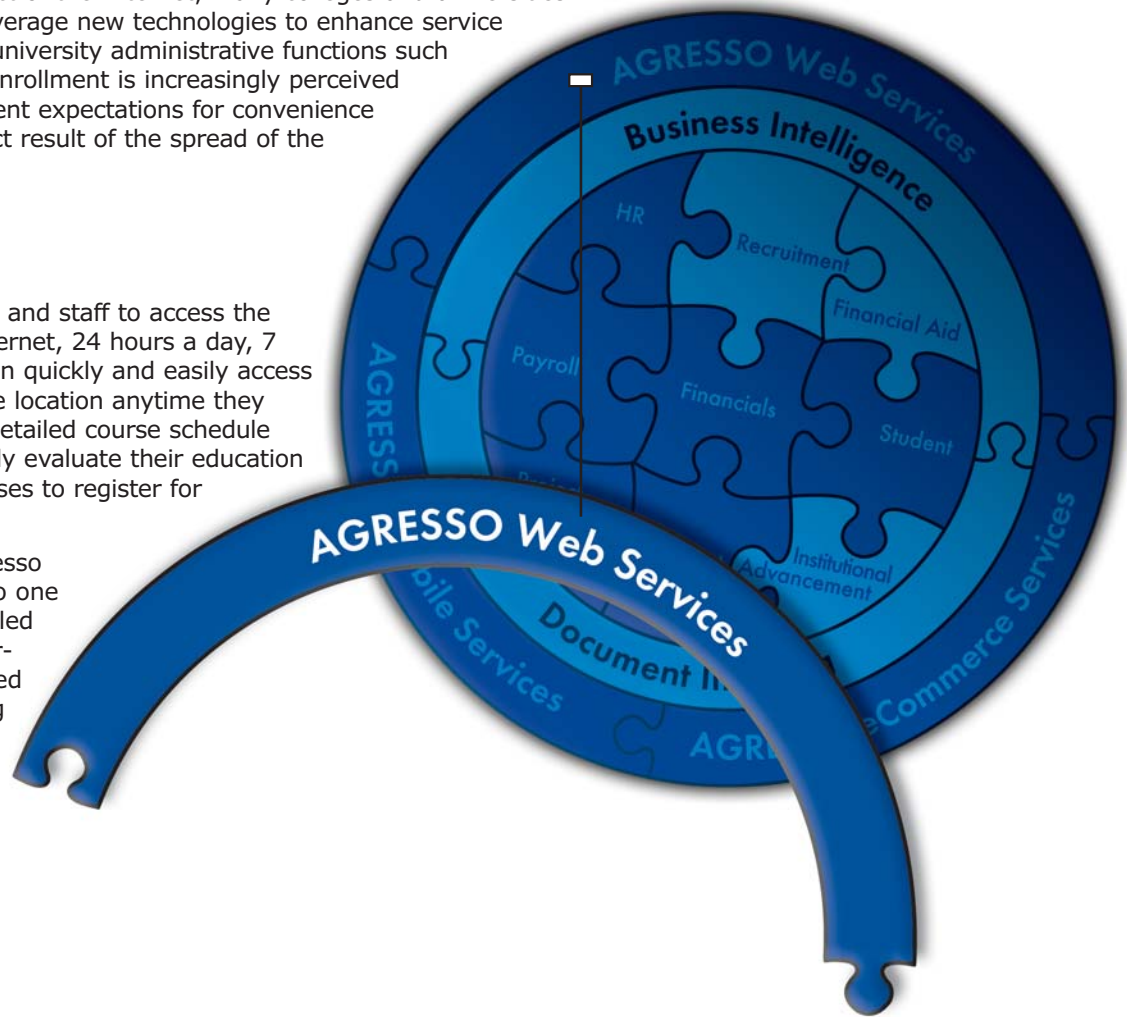 verage new technologies to enhance service
university administrative functions such
nrollment is increasingly perceived
ent expectations for convenience
ct result of the spread of the
and staff to access the
ernet, 24 hours a day, 7
n quickly and easily access
e location anytime they
etailed course schedule
ly evaluate their education
ses to register for
esso
o one
led
r-
ed
g
AGRESSO Web Services
Business Intelligence
HR
Recruitment
Financial Aid
Payroll
Financials
Student
Institutional
Advancement
AGRESS
bile Services
Document
AGRE
eCommerce Services
AGRESSO Web Services